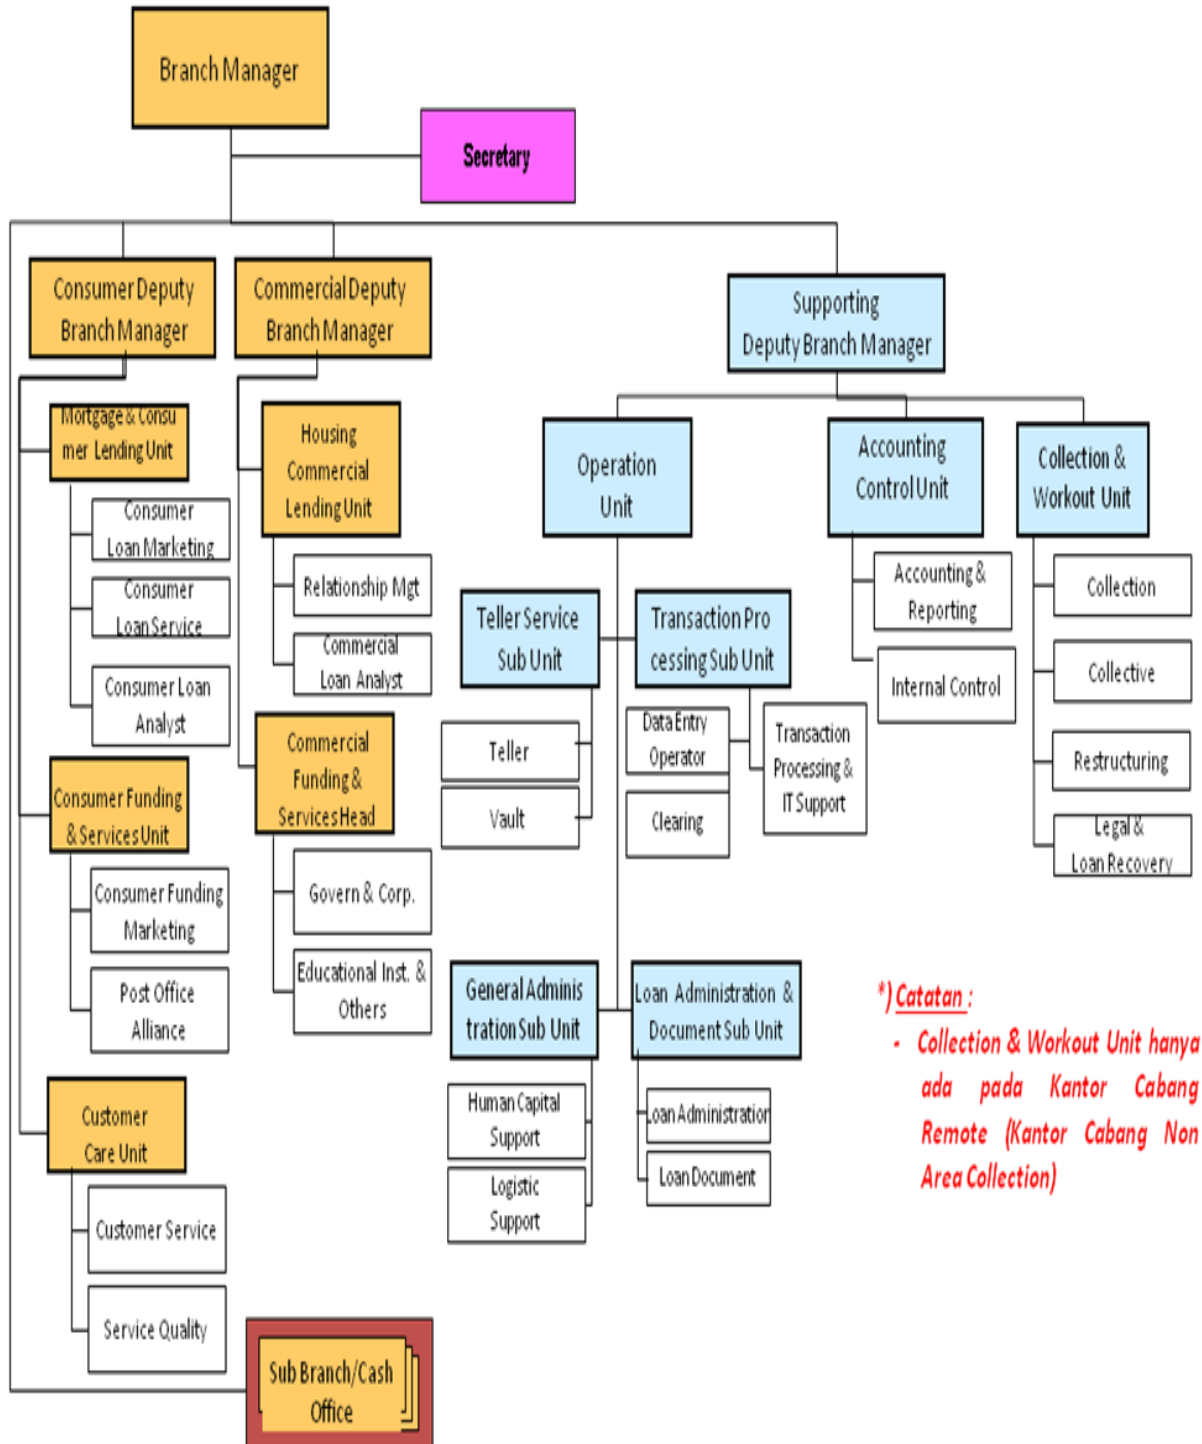 Branch Manager
Secretary
Consumer Deputy
Branch Manager
Commercial Deputy
Branch Manager
Supporting
Deputy Branch Manager
Mortgage & Consu
mer Lending Unit
Consumer
Loan Marketing
Consumer
Loan Service
Consumer Loan
Analyst
Consumer Funding
& Services Unit
Consumer Funding
Marketing
Post Office
Alliance
Customer
Care Unit
Customer Service
Service Quality
Housing
Commercial
Lending Unit
Relationship Mgt
Commercial
Loan Analyst
Commercial
Funding &
Services Head
Govern & Corp.
Educational Inst. &
Others
Sub Branch/Cash
Office
Operation
Unit
Teller Service
Sub Unit
Teller
Vault
Transaction Pro
cessing Sub Unit
Data Entry
Operator
Clearing
Transaction
Processing &
IT Support
General Adminis
tration Sub Unit
Human Capital
Support
Logistic
Support
Loan Administration &
Document Sub Unit
Loan Administration
Loan Document
Accounting
Control Unit
Accounting &
Reporting
Internal Control
Collection &
Workout Unit
Collection
Collective
Restructuring
Legal &
Loan Recovery
*) Catatan :
- Collection & Workout Unit hanya
ada pada Kantor Cabang
Remote (Kantor Cabang Non
Area Collection)